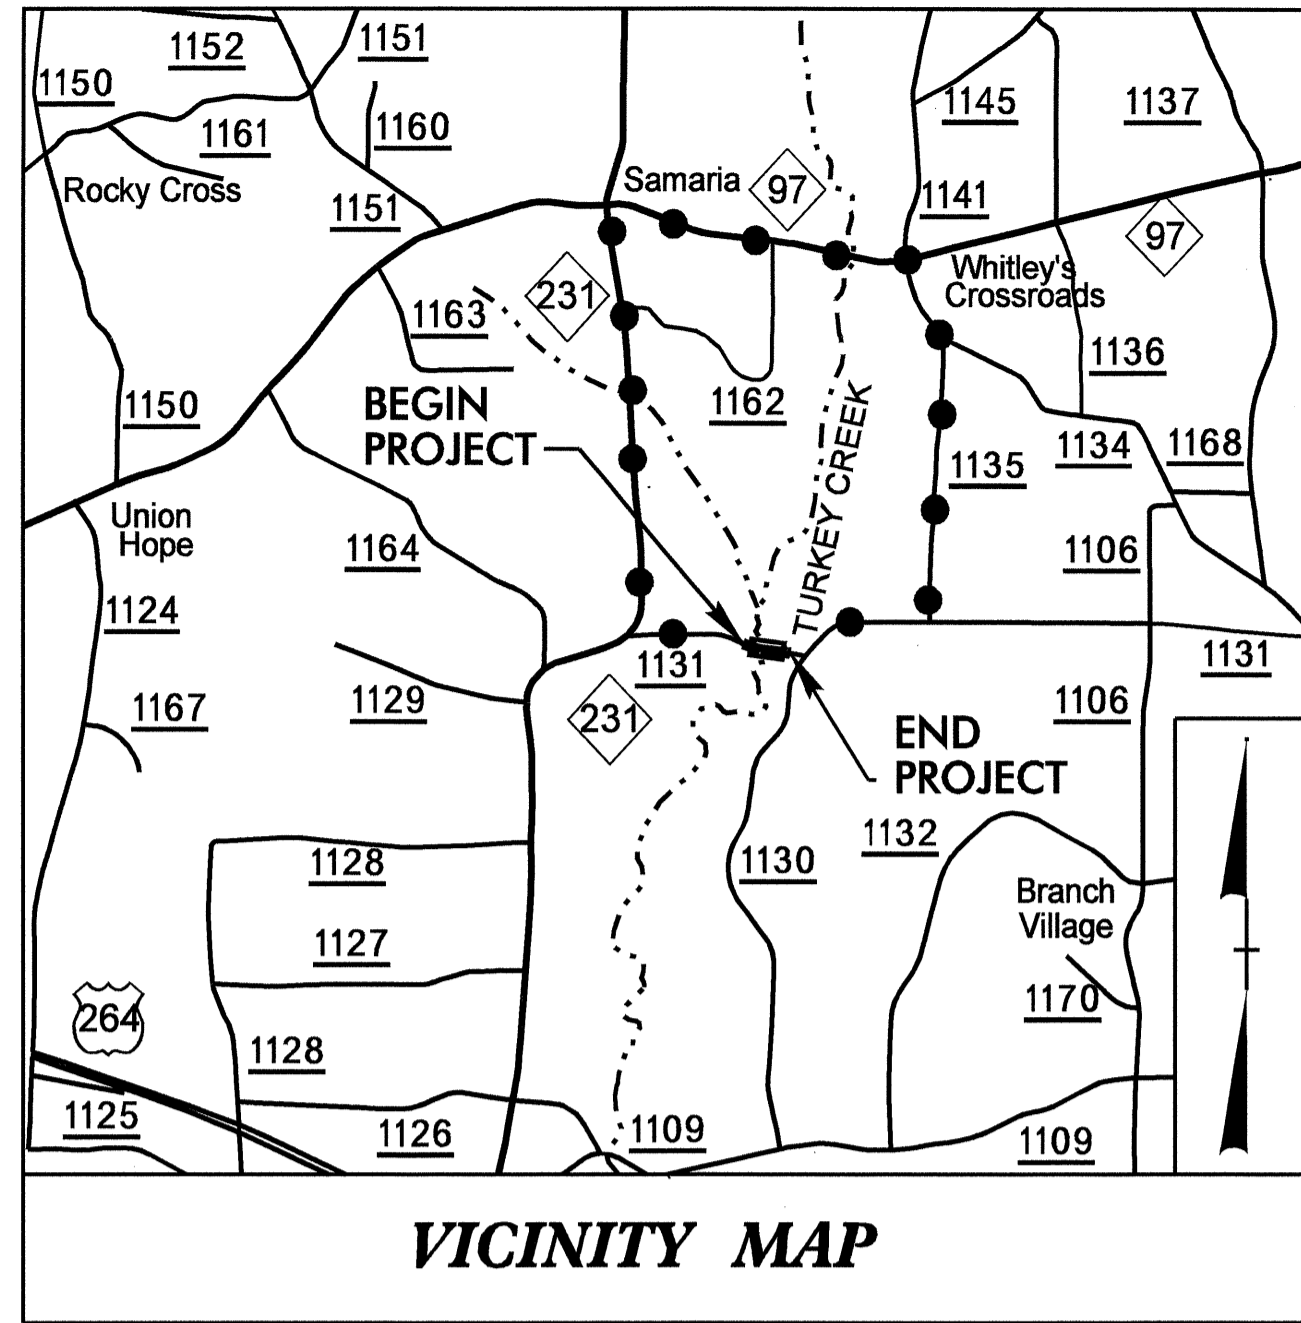 1152
1151
1150
1161
1160
1145
1137
Rocky Cross
1151
Samaria
97
1141
97
231
Whitley's
Crossroads
1163
1136
1150
BEGIN
PROJECT
1162
TURKEY CREEK
1135
1134
1168
Union
Hope
1164
1106
1124
1131
1131
1167
1129
231
1106
END
PROJECT
1128
1130
1132
Branch
Village
1127
264
1170
1128
1125
1126
1109
1109
VICINITY MAP